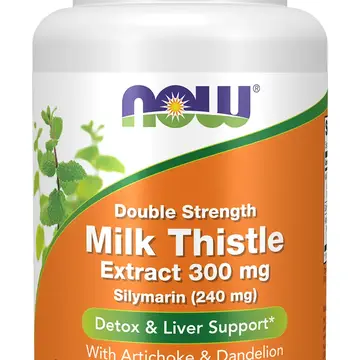 NOW®
Double Strength
Milk Thistle
Extract 300 mg
Silymarin (240 mg)
Detox & Liver Support*
With Artichoke & Dandelion